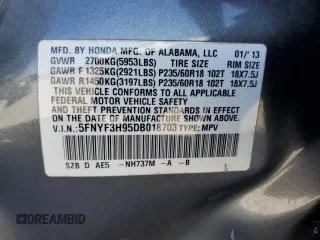 MFD. BY HONDA MFG. OF ALABAMA, LLC 01/'13
GVWR 2700KG(5953LBS) TIRE SIZE RIM SIZE
GAWR F 1325KG(2921LBS) P235/60R18 102T 18X7.5J
GAWR R 1450KG(3197LBS) P235/60R18 102T 18X7.5J
THIS VEHICLE CONFORMS TO ALL APPLICABLE
FEDERAL MOTOR VEHICLE SAFETY, BUMPER,
AND THEFT PREVENTION STANDARDS IN EFFECT
ON THE DATE OF MANUFACTURE SHOWN ABOVE.
V.I.N.: 5FNYF3H95DB018703 TYPE: MPV
SZB D AE5 -NH737M -A -B
DREAMBID
DREAMBID.COM